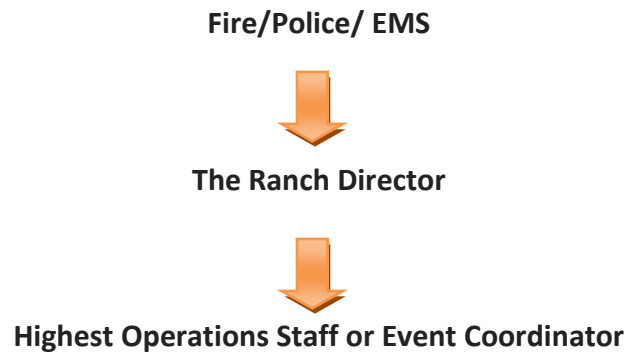 Fire/Police/ EMS
The Ranch Director
Highest Operations Staff or Event Coordinator